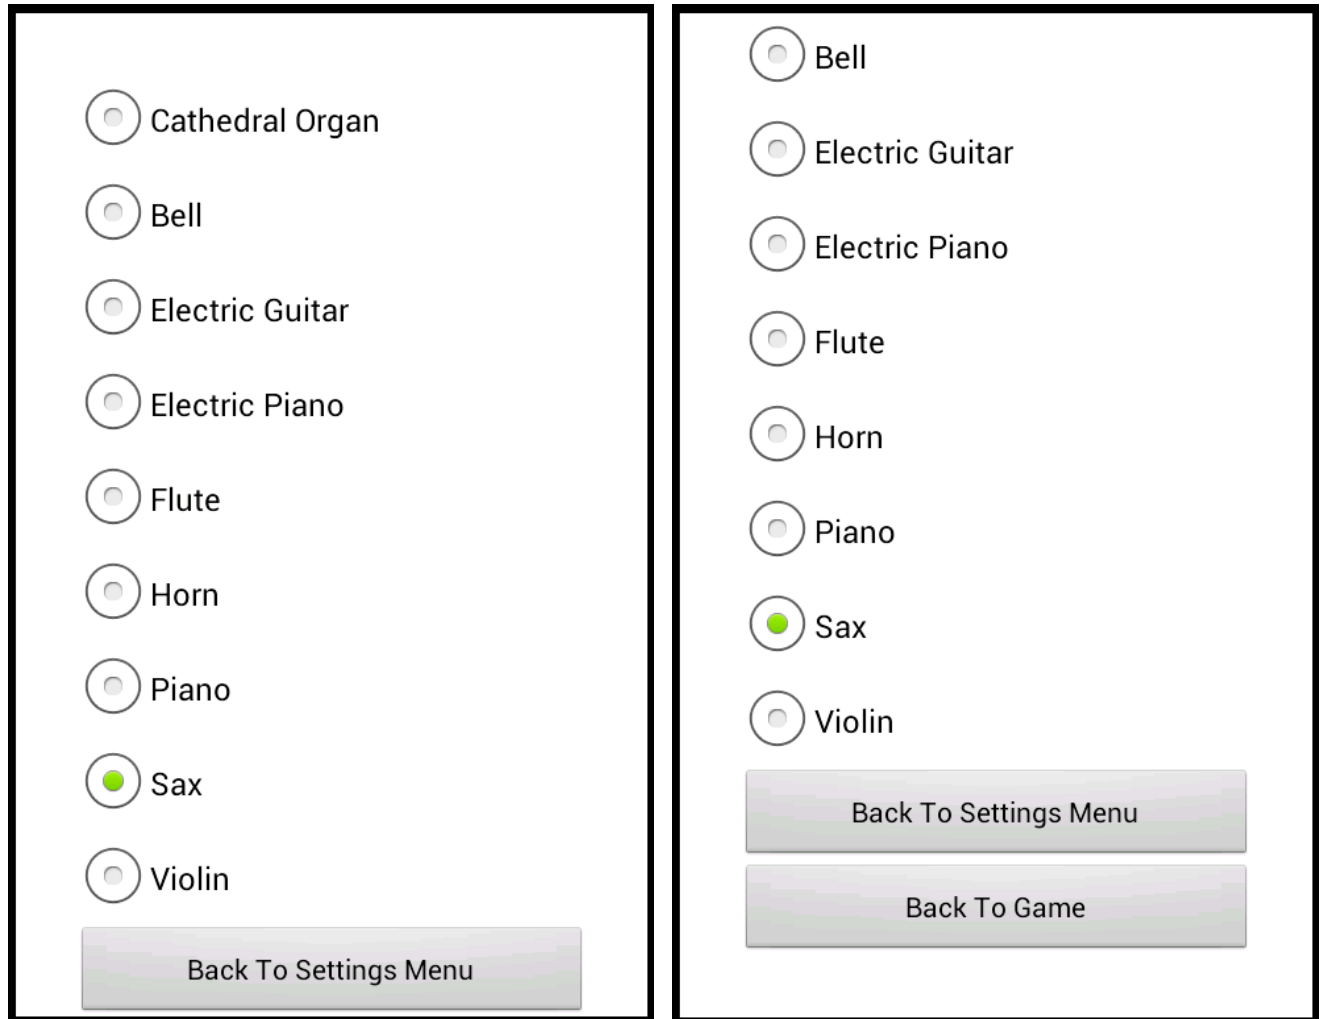 Cathedral Organ
Bell
Electric Guitar
Electric Piano
Flute
Horn
Piano
Sax
Violin
Back To Settings Menu
Bell
Electric Guitar
Electric Piano
Flute
Horn
Piano
Sax
Violin
Back To Settings Menu
Back To Game